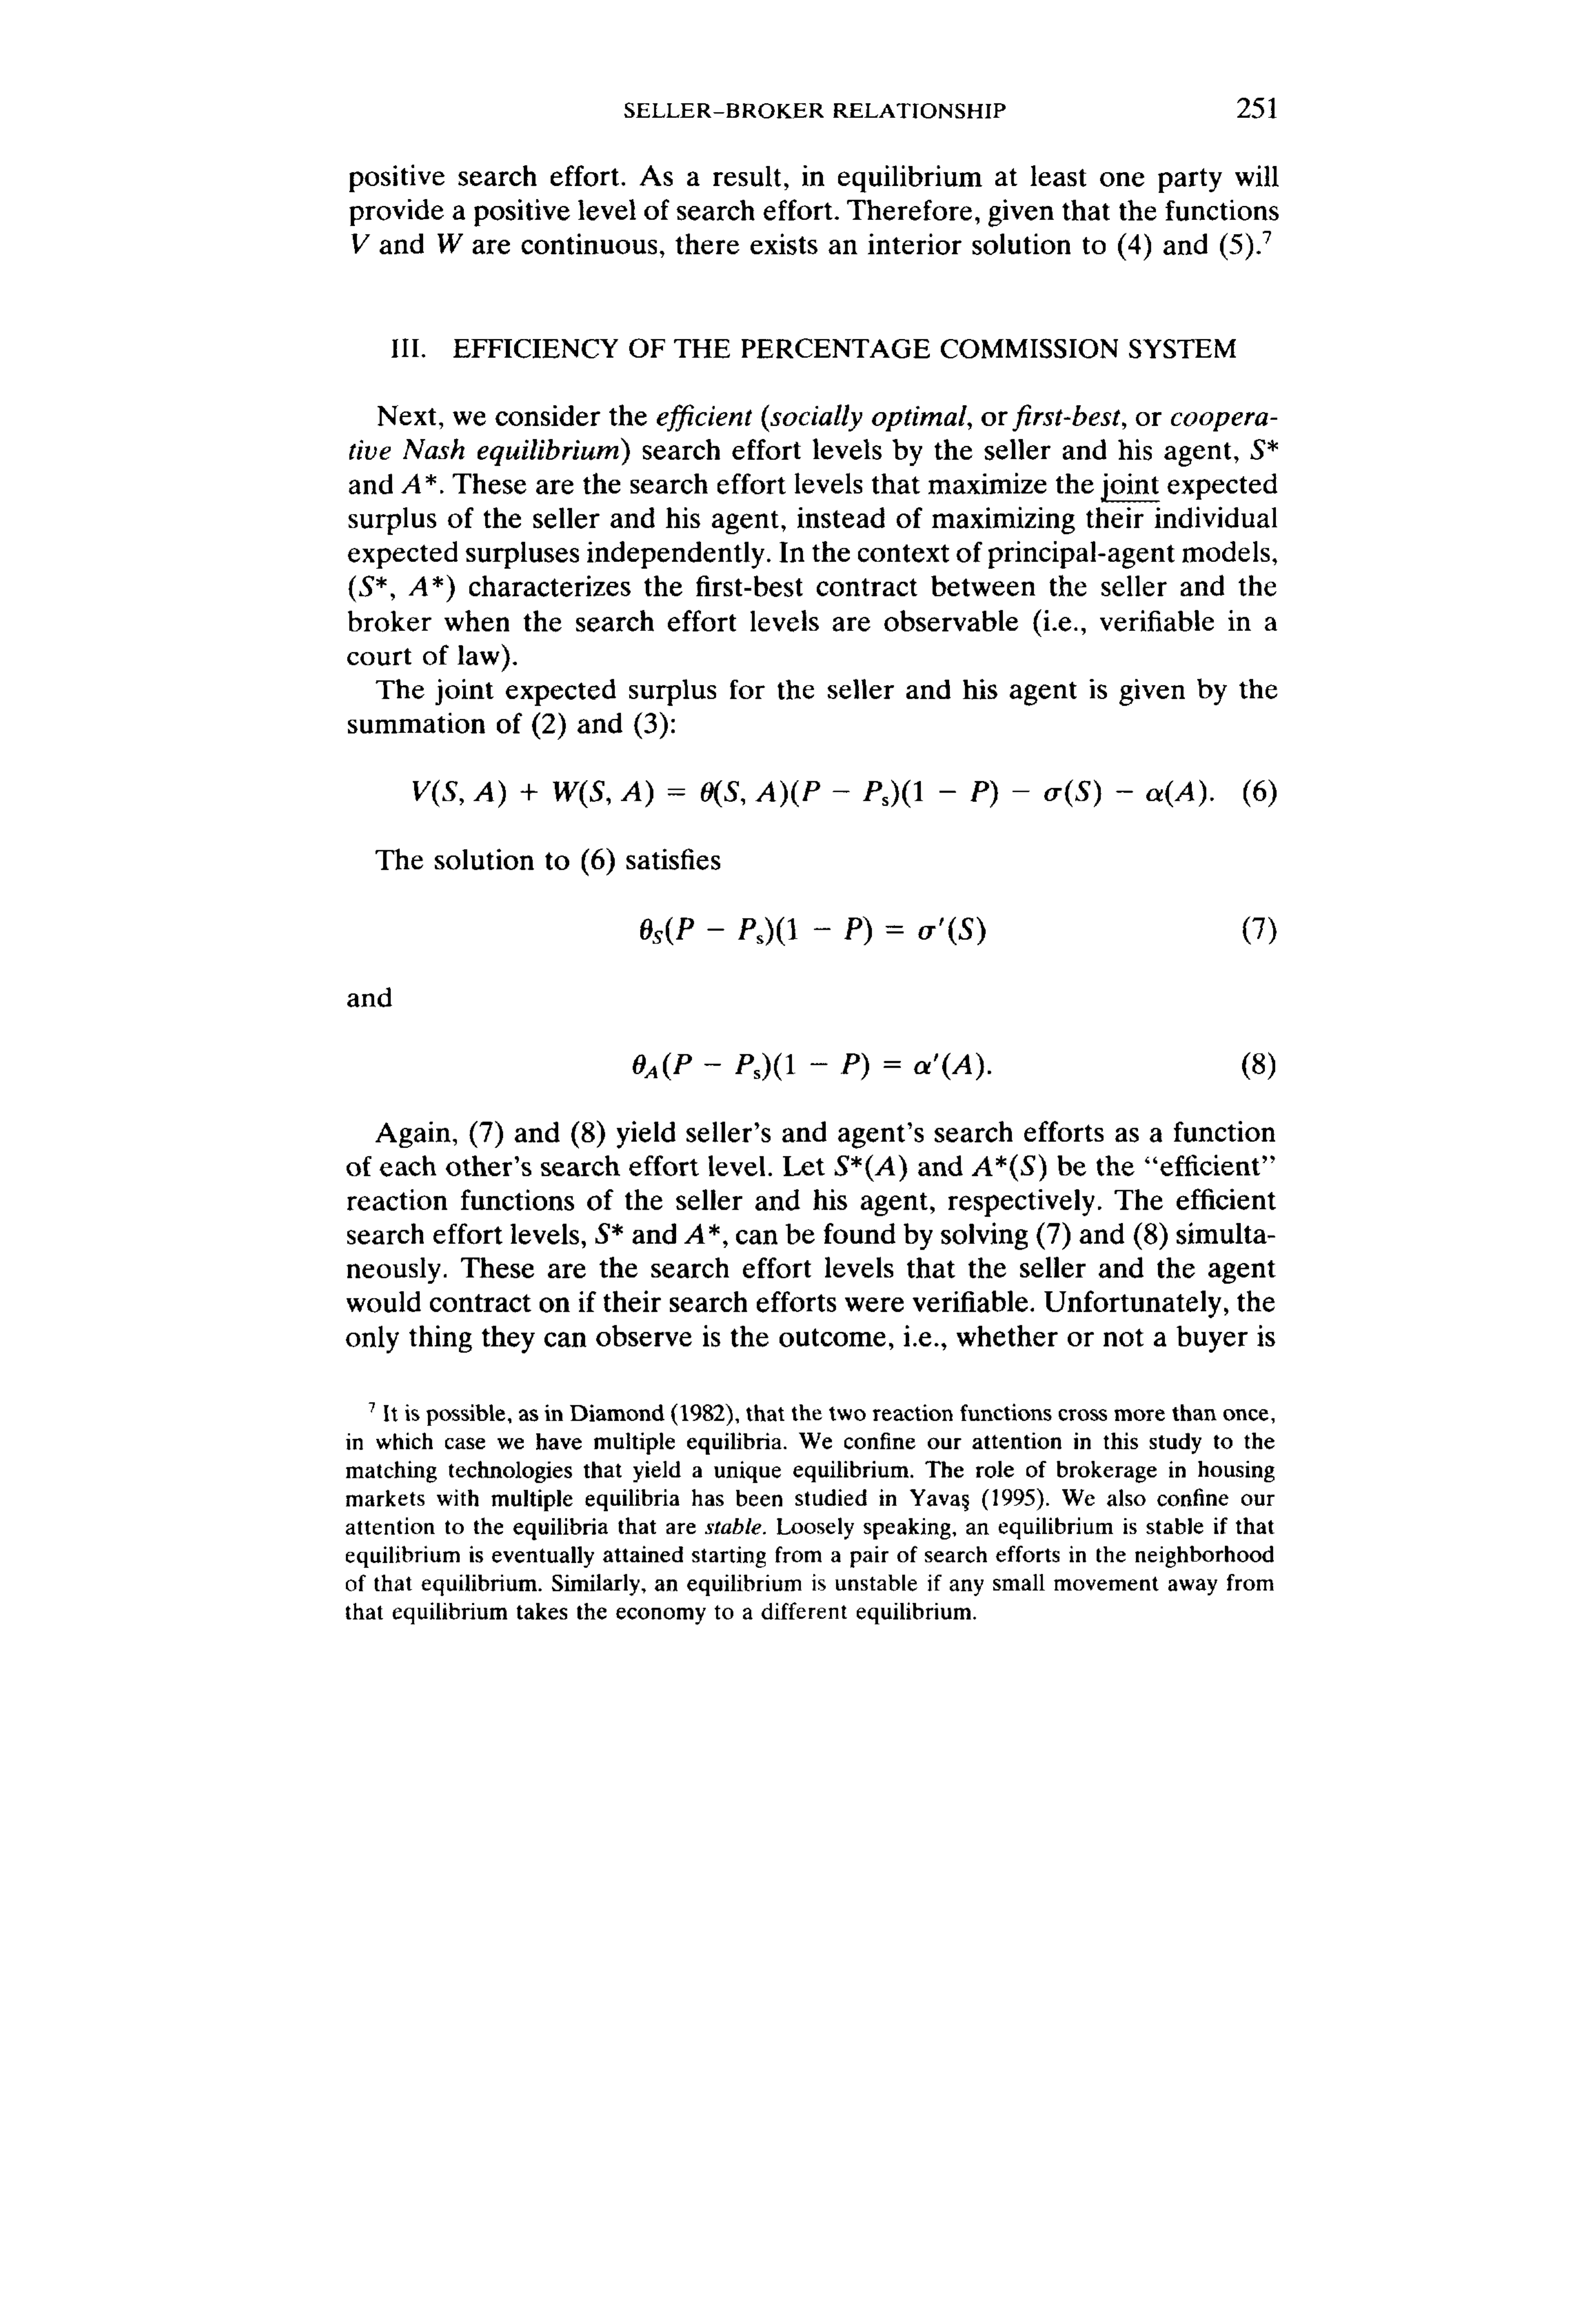 SELLER–BROKER RELATIONSHIP 251
positive search effort. As a result, in equilibrium at least one party will
provide a positive level of search effort. Therefore, given that the functions
V and W are continuous, there exists an interior solution to (4) and (5).⁷
III. EFFICIENCY OF THE PERCENTAGE COMMISSION SYSTEM
Next, we consider the efficient (socially optimal, or first-best, or coopera-
tive Nash equilibrium) search effort levels by the seller and his agent, S*
and A*. These are the search effort levels that maximize the joint expected
surplus of the seller and his agent, instead of maximizing their individual
expected surpluses independently. In the context of principal-agent models,
(S*, A*) characterizes the first-best contract between the seller and the
broker when the search effort levels are observable (i.e., verifiable in a
court of law).
The joint expected surplus for the seller and his agent is given by the
summation of (2) and (3):
V(S, A) + W(S, A) = θ(S, A)(P − Pₛ)(1 − P) − σ(S) − α(A). (6)
The solution to (6) satisfies
θ_S(P − Pₛ)(1 − P) = σ′(S) (7)
and
θ_A(P − Pₛ)(1 − P) = α′(A). (8)
Again, (7) and (8) yield seller's and agent's search efforts as a function
of each other's search effort level. Let S*(A) and A*(S) be the “efficient”
reaction functions of the seller and his agent, respectively. The efficient
search effort levels, S* and A*, can be found by solving (7) and (8) simulta-
neously. These are the search effort levels that the seller and the agent
would contract on if their search efforts were verifiable. Unfortunately, the
only thing they can observe is the outcome, i.e., whether or not a buyer is
⁷ It is possible, as in Diamond (1982), that the two reaction functions cross more than once,
in which case we have multiple equilibria. We confine our attention in this study to the
matching technologies that yield a unique equilibrium. The role of brokerage in housing
markets with multiple equilibria has been studied in Yavaş (1995). We also confine our
attention to the equilibria that are stable. Loosely speaking, an equilibrium is stable if that
equilibrium is eventually attained starting from a pair of search efforts in the neighborhood
of that equilibrium. Similarly, an equilibrium is unstable if any small movement away from
that equilibrium takes the economy to a different equilibrium.